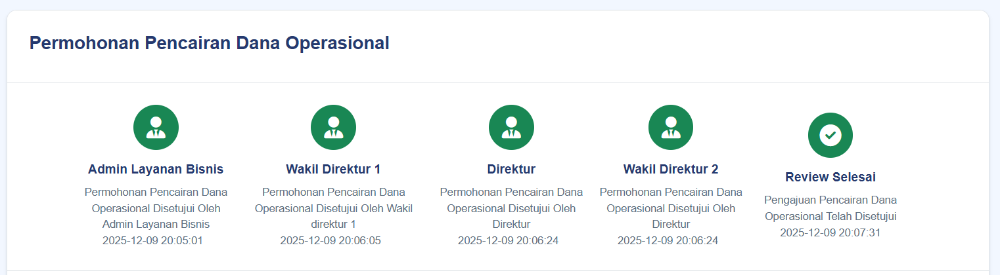 Permohonan Pencairan Dana Operasional
Admin Layanan Bisnis
Permohonan Pencairan Dana
Operasional Disetujui Oleh
Admin Layanan Bisnis
2025-12-09 20:05:01
Wakil Direktur 1
Permohonan Pencairan Dana
Operasional Disetujui Oleh Wakil
direktur 1
2025-12-09 20:06:05
Direktur
Permohonan Pencairan Dana
Operasional Disetujui Oleh
Direktur
2025-12-09 20:06:24
Wakil Direktur 2
Permohonan Pencairan Dana
Operasional Disetujui Oleh
Direktur
2025-12-09 20:06:24
Review Selesai
Pengajuan Pencairan Dana
Operasional Telah Disetujui
2025-12-09 20:07:31